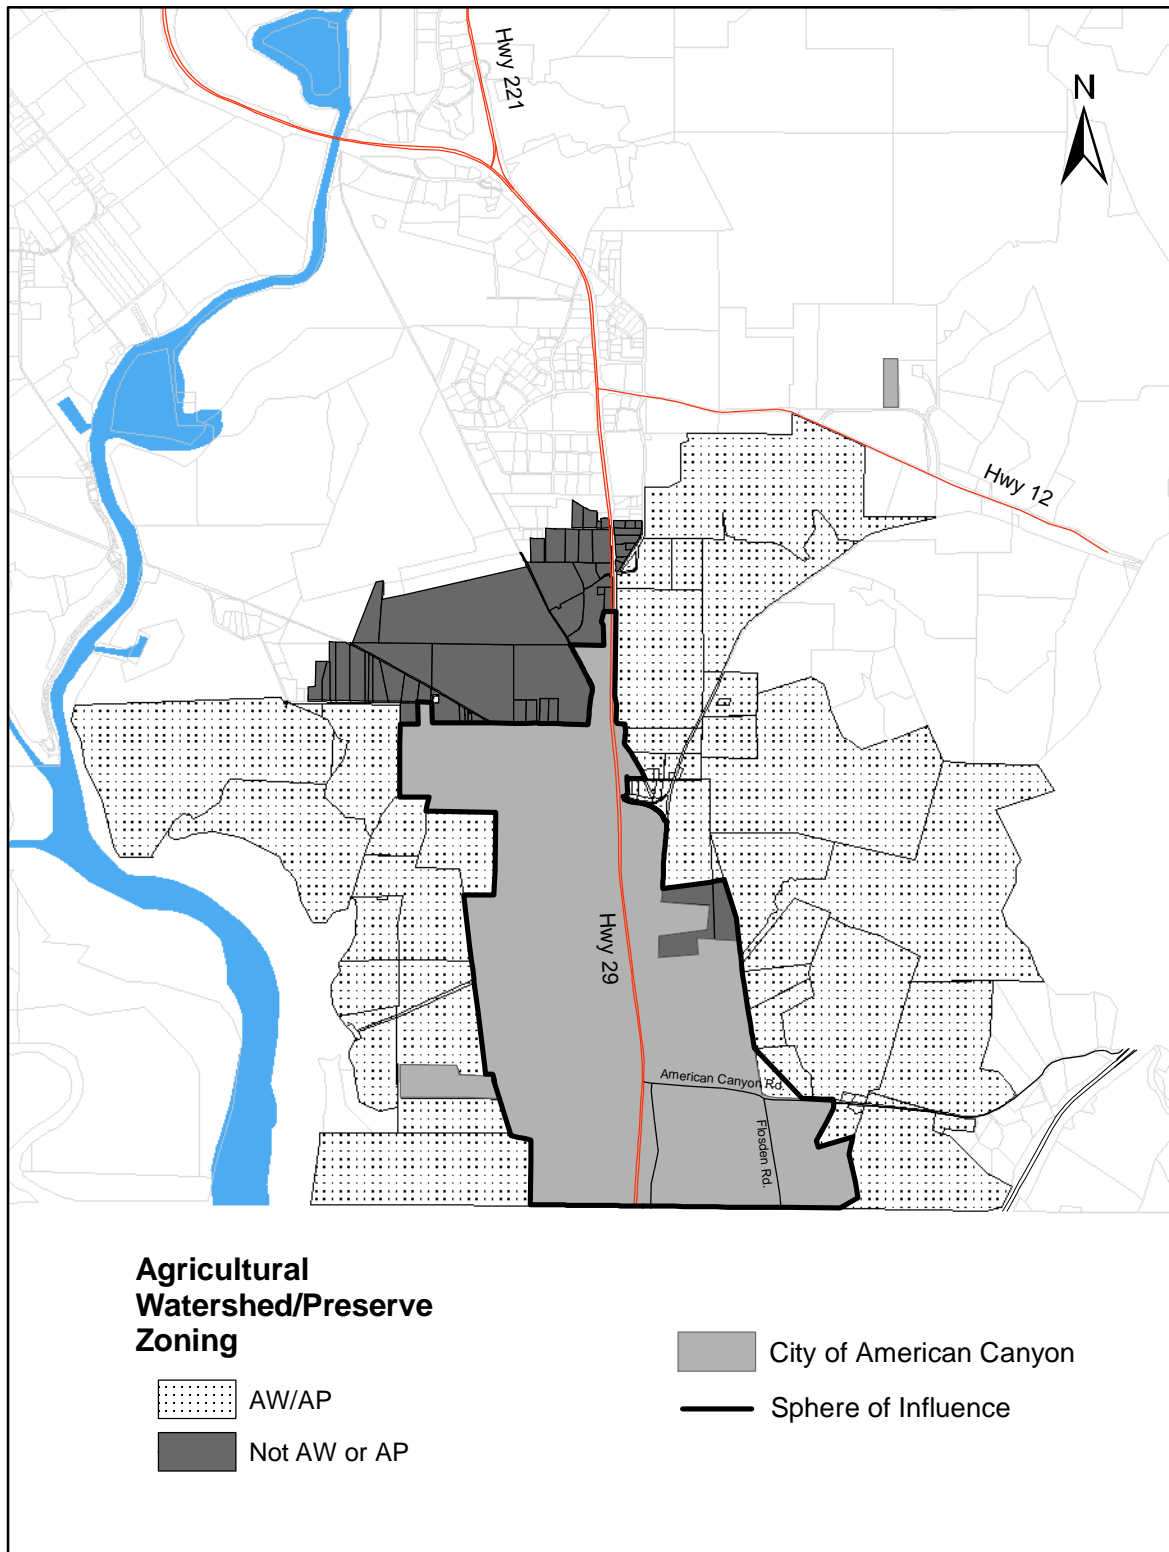 Hwy 221
N
Hwy 12
Hwy 29
American Canyon Rd.
Flosden Rd.
Agricultural
Watershed/Preserve
Zoning
AW/AP
Not AW or AP
City of American Canyon
Sphere of Influence